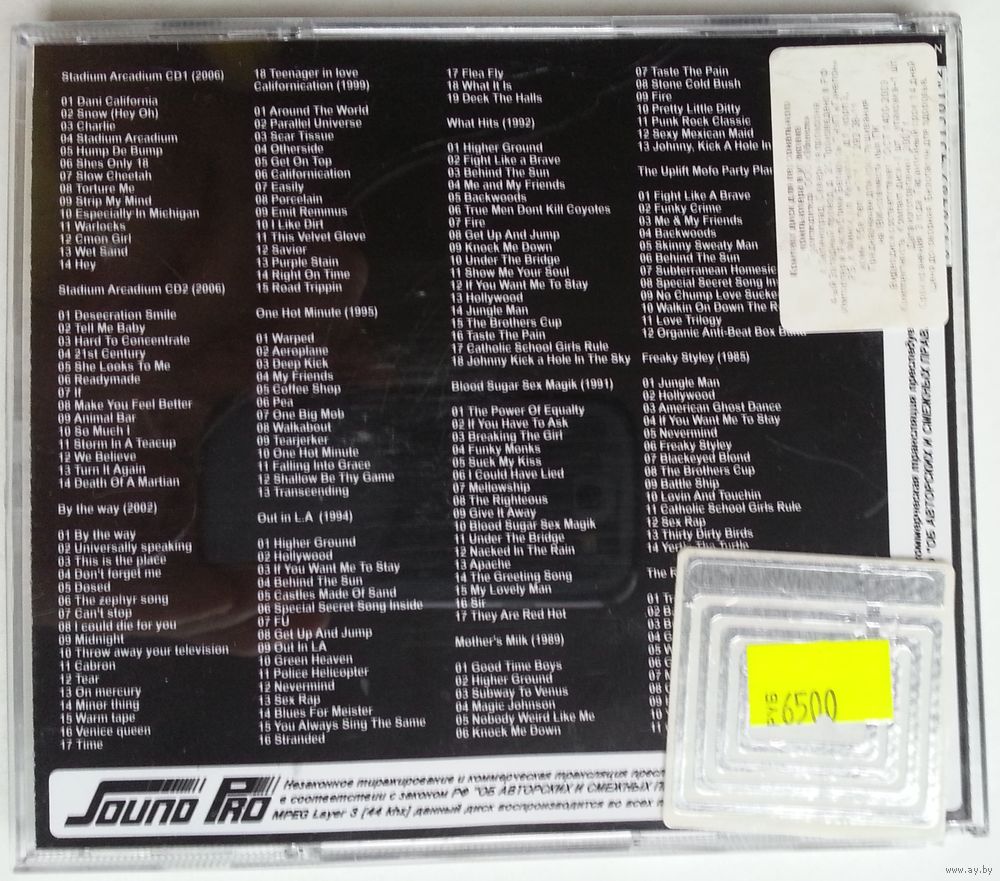 Stadium Arcadium CD1 (2006)
01 Dani California
02 Snow (Hey Oh)
03 Charlie
04 Stadium Arcadium
05 Hump De Bump
06 Shes Only 18
07 Slow Cheetah
08 Torture Me
09 Strip My Mind
10 Especially In Michigan
11 Warlocks
12 Cmon Girl
13 Wet Sand
14 Hey
Stadium Arcadium CD2 (2006)
01 Desecration Smile
02 Tell Me Baby
03 Hard To Concentrate
04 21st Century
05 She Looks To Me
06 Readymade
07 If
08 Make You Feel Better
09 Animal Bar
10 So Much I
11 Storm In A Teacup
12 We Believe
13 Turn It Again
14 Death Of A Martian
By the way (2002)
01 By the way
02 Universally speaking
03 This is the place
04 Don't forget me
05 Dosed
06 The zephyr song
07 Can't stop
08 I could die for you
09 Midnight
10 Throw away your television
11 Cabron
12 Tear
13 On mercury
14 Minor thing
15 Warm tape
16 Venice queen
17 Time
18 Teenager in love
Californication (1999)
01 Around The World
02 Parallel Universe
03 Scar Tissue
04 Otherside
05 Get On Top
06 Californication
07 Easily
08 Porcelain
09 Emit Remmus
10 I Like Dirt
11 This Velvet Glove
12 Savior
13 Purple Stain
14 Right On Time
15 Road Trippin
One Hot Minute (1995)
01 Warped
02 Aeroplane
03 Deep Kick
04 My Friends
05 Coffee Shop
06 Pea
07 One Big Mob
08 Walkabout
09 Tearjerker
10 One Hot Minute
11 Falling Into Grace
12 Shallow Be Thy Game
13 Transcending
Out in L.A (1994)
01 Higher Ground
02 Hollywood
03 If You Want Me To Stay
04 Behind The Sun
05 Castles Made Of Sand
06 Special Secret Song Inside
07 FU
08 Get Up And Jump
09 Out In LA
10 Green Heaven
11 Police Helicopter
12 Nevermind
13 Sex Rap
14 Blues For Meister
15 You Always Sing The Same
16 Stranded
17 Flea Fly
18 What It Is
19 Deck The Halls
What Hits (1992)
01 Higher Ground
02 Fight Like a Brave
03 Behind The Sun
04 Me and My Friends
05 Backwoods
06 True Men Dont Kill Coyotes
07 Fire
08 Get Up And Jump
09 Knock Me Down
10 Under The Bridge
11 Show Me Your Soul
12 If You Want Me To Stay
13 Hollywood
14 Jungle Man
15 The Brothers Cup
16 Taste The Pain
17 Catholic School Girls Rule
18 Johnny Kick a Hole In The Sky
Blood Sugar Sex Magik (1991)
01 The Power Of Equalty
02 If You Have To Ask
03 Breaking The Girl
04 Funky Monks
05 Suck My Kiss
06 I Could Have Lied
07 Mellowship
08 The Righteous
09 Give It Away
10 Blood Sugar Sex Magik
11 Under The Bridge
12 Nacked In The Rain
13 Apache
14 The Greeting Song
15 My Lovely Man
16 Sir
17 They Are Red Hot
Mother's Milk (1989)
01 Good Time Boys
02 Higher Ground
03 Subway To Venus
04 Magic Johnson
05 Nobody Weird Like Me
06 Knock Me Down
07 Taste The Pain
08 Stone Cold Bush
09 Fire
10 Pretty Little Ditty
11 Punk Rock Classic
12 Sexy Mexican Maid
13 Johnny, Kick A Hole In
The Uplift Mofo Party
01 Fight Like A Brave
02 Funky Crime
03 Me & My Friends
04 Backwoods
05 Skinny Sweaty Man
06 Behind The Sun
07 Subterranean
08 Special Secret Song
09 No Chump Love
10 Walkin On Down The
11 Love Trilogy
12 Organic Anti-Beat Box
Freaky Styley (1985)
01 Jungle Man
02 Hollywood
03 American Ghost Dance
04 If You Want Me To Stay
05 Nevermind
06 Freaky Styley
07 Blackeyed Blond
08 The Brothers Cup
09 Battle Ship
10 Lovin And Touchin
11 Catholic School Girls Rule
12 Sex Rap
13 Thirty Dirty Birds
14 The Turtle
The
01
02
03
04
05
06
07
08
09
10
11
коммерческая трансляция
"ОБ АВТОРСКИХ И СМЕЖНЫХ
РУБ 6500
Sound Pro
Незаконное тиражирование и коммерческая трансляция
в соответствии с законом РФ "ОБ АВТОРСКИХ И СМЕЖНЫХ
MPEG Layer 3 [44 khz] данный диск воспроизводится во всех
www.ay.by